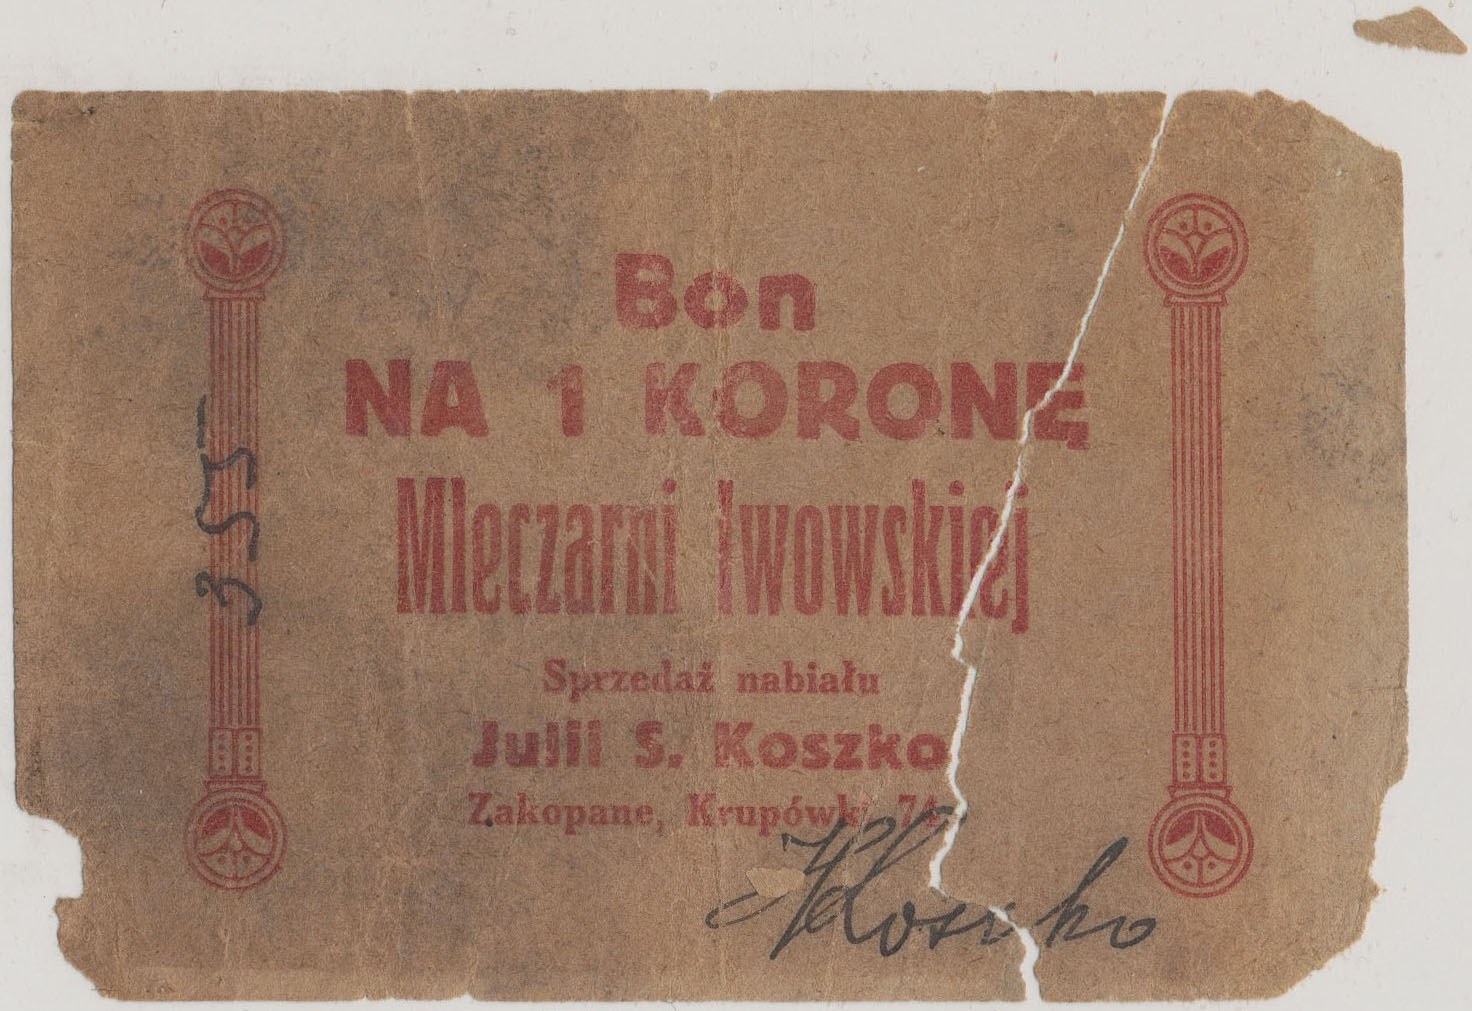 Bon
NA 1 KORONĘ
Mleczarni lwowskiej
Sprzedaż nabiału
Julii S. Koszko
Zakopane, Krupówki 74.
Koszko
355